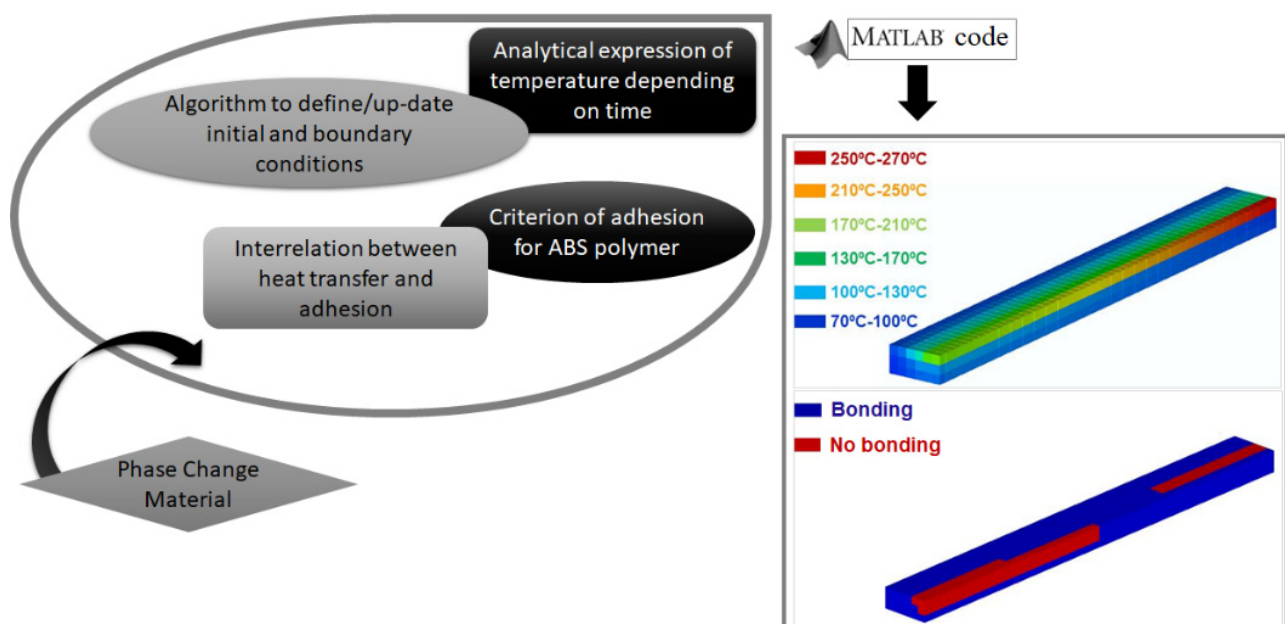 Analytical expression of
temperature depending
on time
Algorithm to define/up-date
initial and boundary
conditions
Criterion of adhesion
for ABS polymer
Interrelation between
heat transfer and
adhesion
Phase Change
Material
MATLAB code
250ºC-270ºC
210ºC-250ºC
170ºC-210ºC
130ºC-170ºC
100ºC-130ºC
70ºC-100ºC
Bonding
No bonding